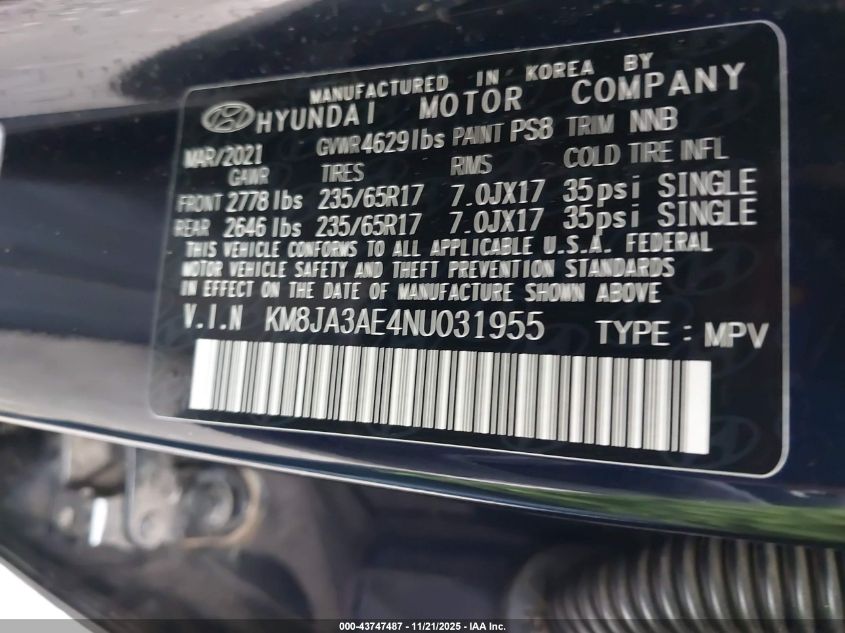 MANUFACTURED IN KOREA BY
HYUNDAI MOTOR COMPANY
MAR/2021 GVWR 4629 lbs PAINT PS8 TRIM NNB
GAWR TIRES RMS COLD TIRE INFL
FRONT 2778 lbs 235/65R17 7.0JX17 35psi SINGLE
REAR 2646 lbs 235/65R17 7.0JX17 35psi SINGLE
THIS VEHICLE CONFORMS TO ALL APPLICABLE U.S.A. FEDERAL
MOTOR VEHICLE SAFETY AND THEFT PREVENTION STANDARDS
IN EFFECT ON THE DATE OF MANUFACTURE SHOWN ABOVE
V.I.N KM8JA3AE4NU031955 TYPE : MPV
000-43747487 - 11/21/2025 - IAA Inc.